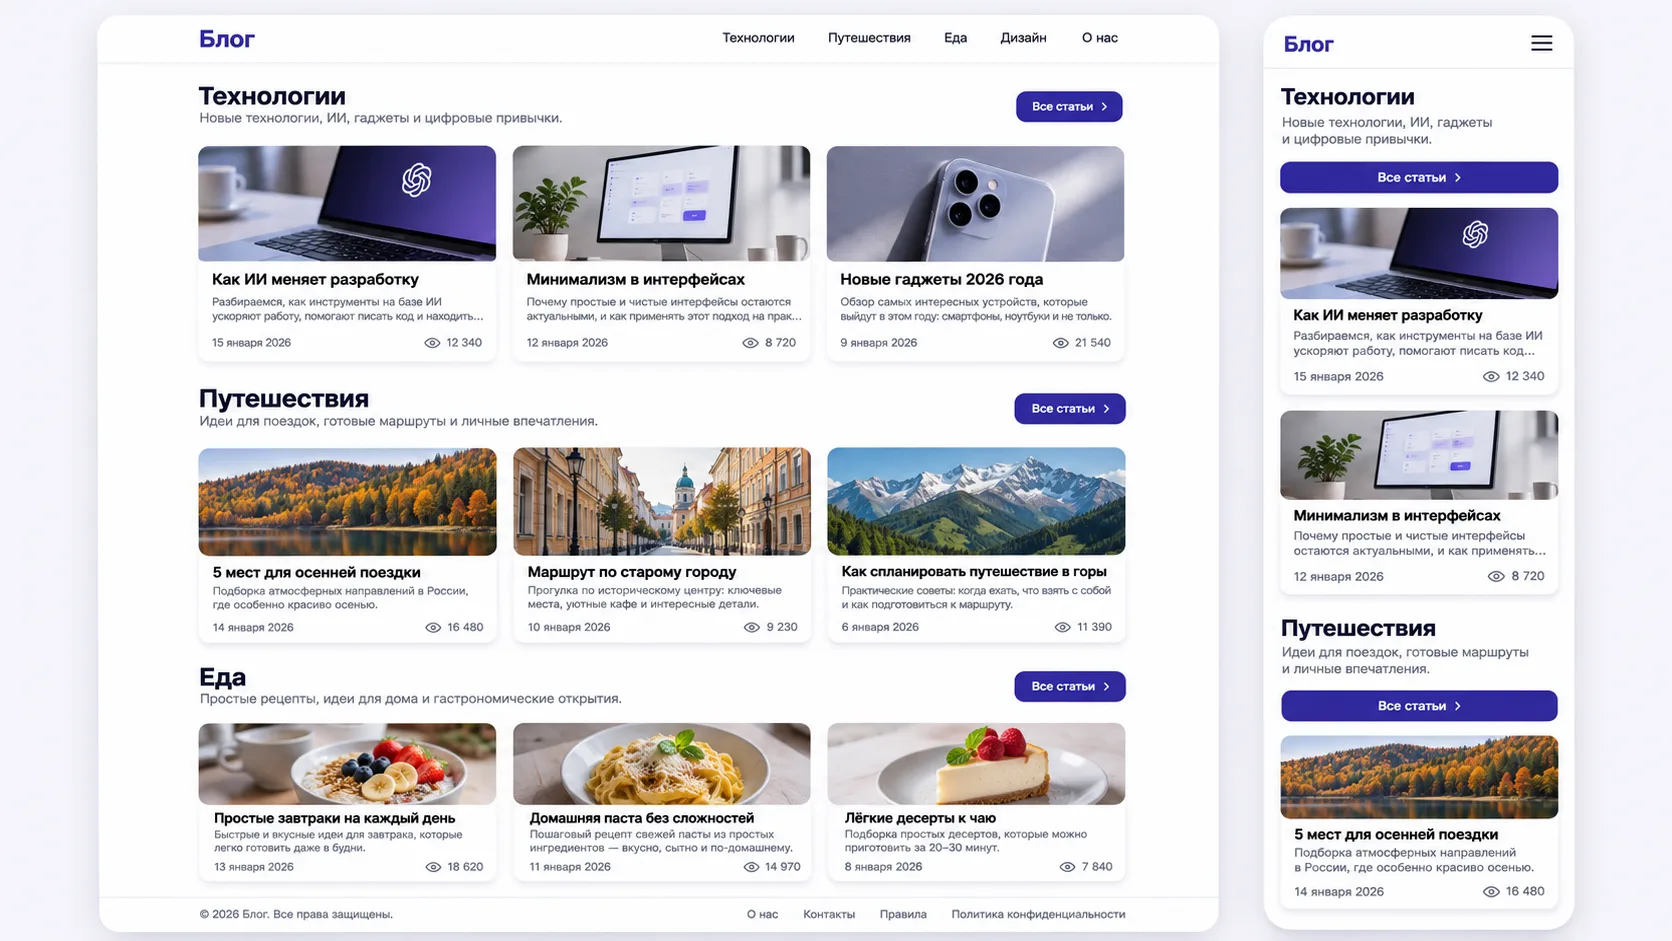 Блог
Технологии
Путешествия
Еда
Дизайн
О нас
Технологии
Новые технологии, ИИ, гаджеты и цифровые привычки.
Все статьи
Как ИИ меняет разработку
Разбираемся, как инструменты на базе ИИ
ускоряют работу, помогают писать код и находить...
15 января 2026
12 340
Минимализм в интерфейсах
Почему простые и чистые интерфейсы остаются
актуальными, и как применять этот подход на прак...
12 января 2026
8 720
Новые гаджеты 2026 года
Обзор самых интересных устройств, которые
выйдут в этом году: смартфоны, ноутбуки и не только.
9 января 2026
21 540
Путешествия
Идеи для поездок, готовые маршруты и личные впечатления.
Все статьи
5 мест для осенней поездки
Подборка атмосферных направлений в России,
где особенно красиво осенью.
14 января 2026
16 480
Маршрут по старому городу
Прогулка по историческому центру: ключевые
места, уютные кафе и интересные детали.
10 января 2026
9 230
Как спланировать путешествие в горы
Практические советы: когда ехать, что взять с собой
и как подготовиться к маршруту.
6 января 2026
11 390
Еда
Простые рецепты, идеи для дома и гастрономические открытия.
Все статьи
Простые завтраки на каждый день
Быстрые и вкусные идеи для завтрака, которые
легко готовить даже в будни.
13 января 2026
18 620
Домашняя паста без сложностей
Пошаговый рецепт свежей пасты из простых
ингредиентов — вкусно, сытно и по-домашнему.
11 января 2026
14 970
Лёгкие десерты к чаю
Подборка простых десертов, которые можно
приготовить за 20–30 минут.
8 января 2026
7 840
© 2026 Блог. Все права защищены.
О нас
Контакты
Правила
Политика конфиденциальности
Блог
Технологии
Новые технологии, ИИ, гаджеты
и цифровые привычки.
Все статьи
Как ИИ меняет разработку
Разбираемся, как инструменты на базе ИИ
ускоряют работу, помогают писать код...
15 января 2026
12 340
Минимализм в интерфейсах
Почему простые и чистые интерфейсы
остаются актуальными, и как применять...
12 января 2026
8 720
Путешествия
Идеи для поездок, готовые маршруты
и личные впечатления.
Все статьи
5 мест для осенней поездки
Подборка атмосферных направлений
в России, где особенно красиво осенью.
14 января 2026
16 480